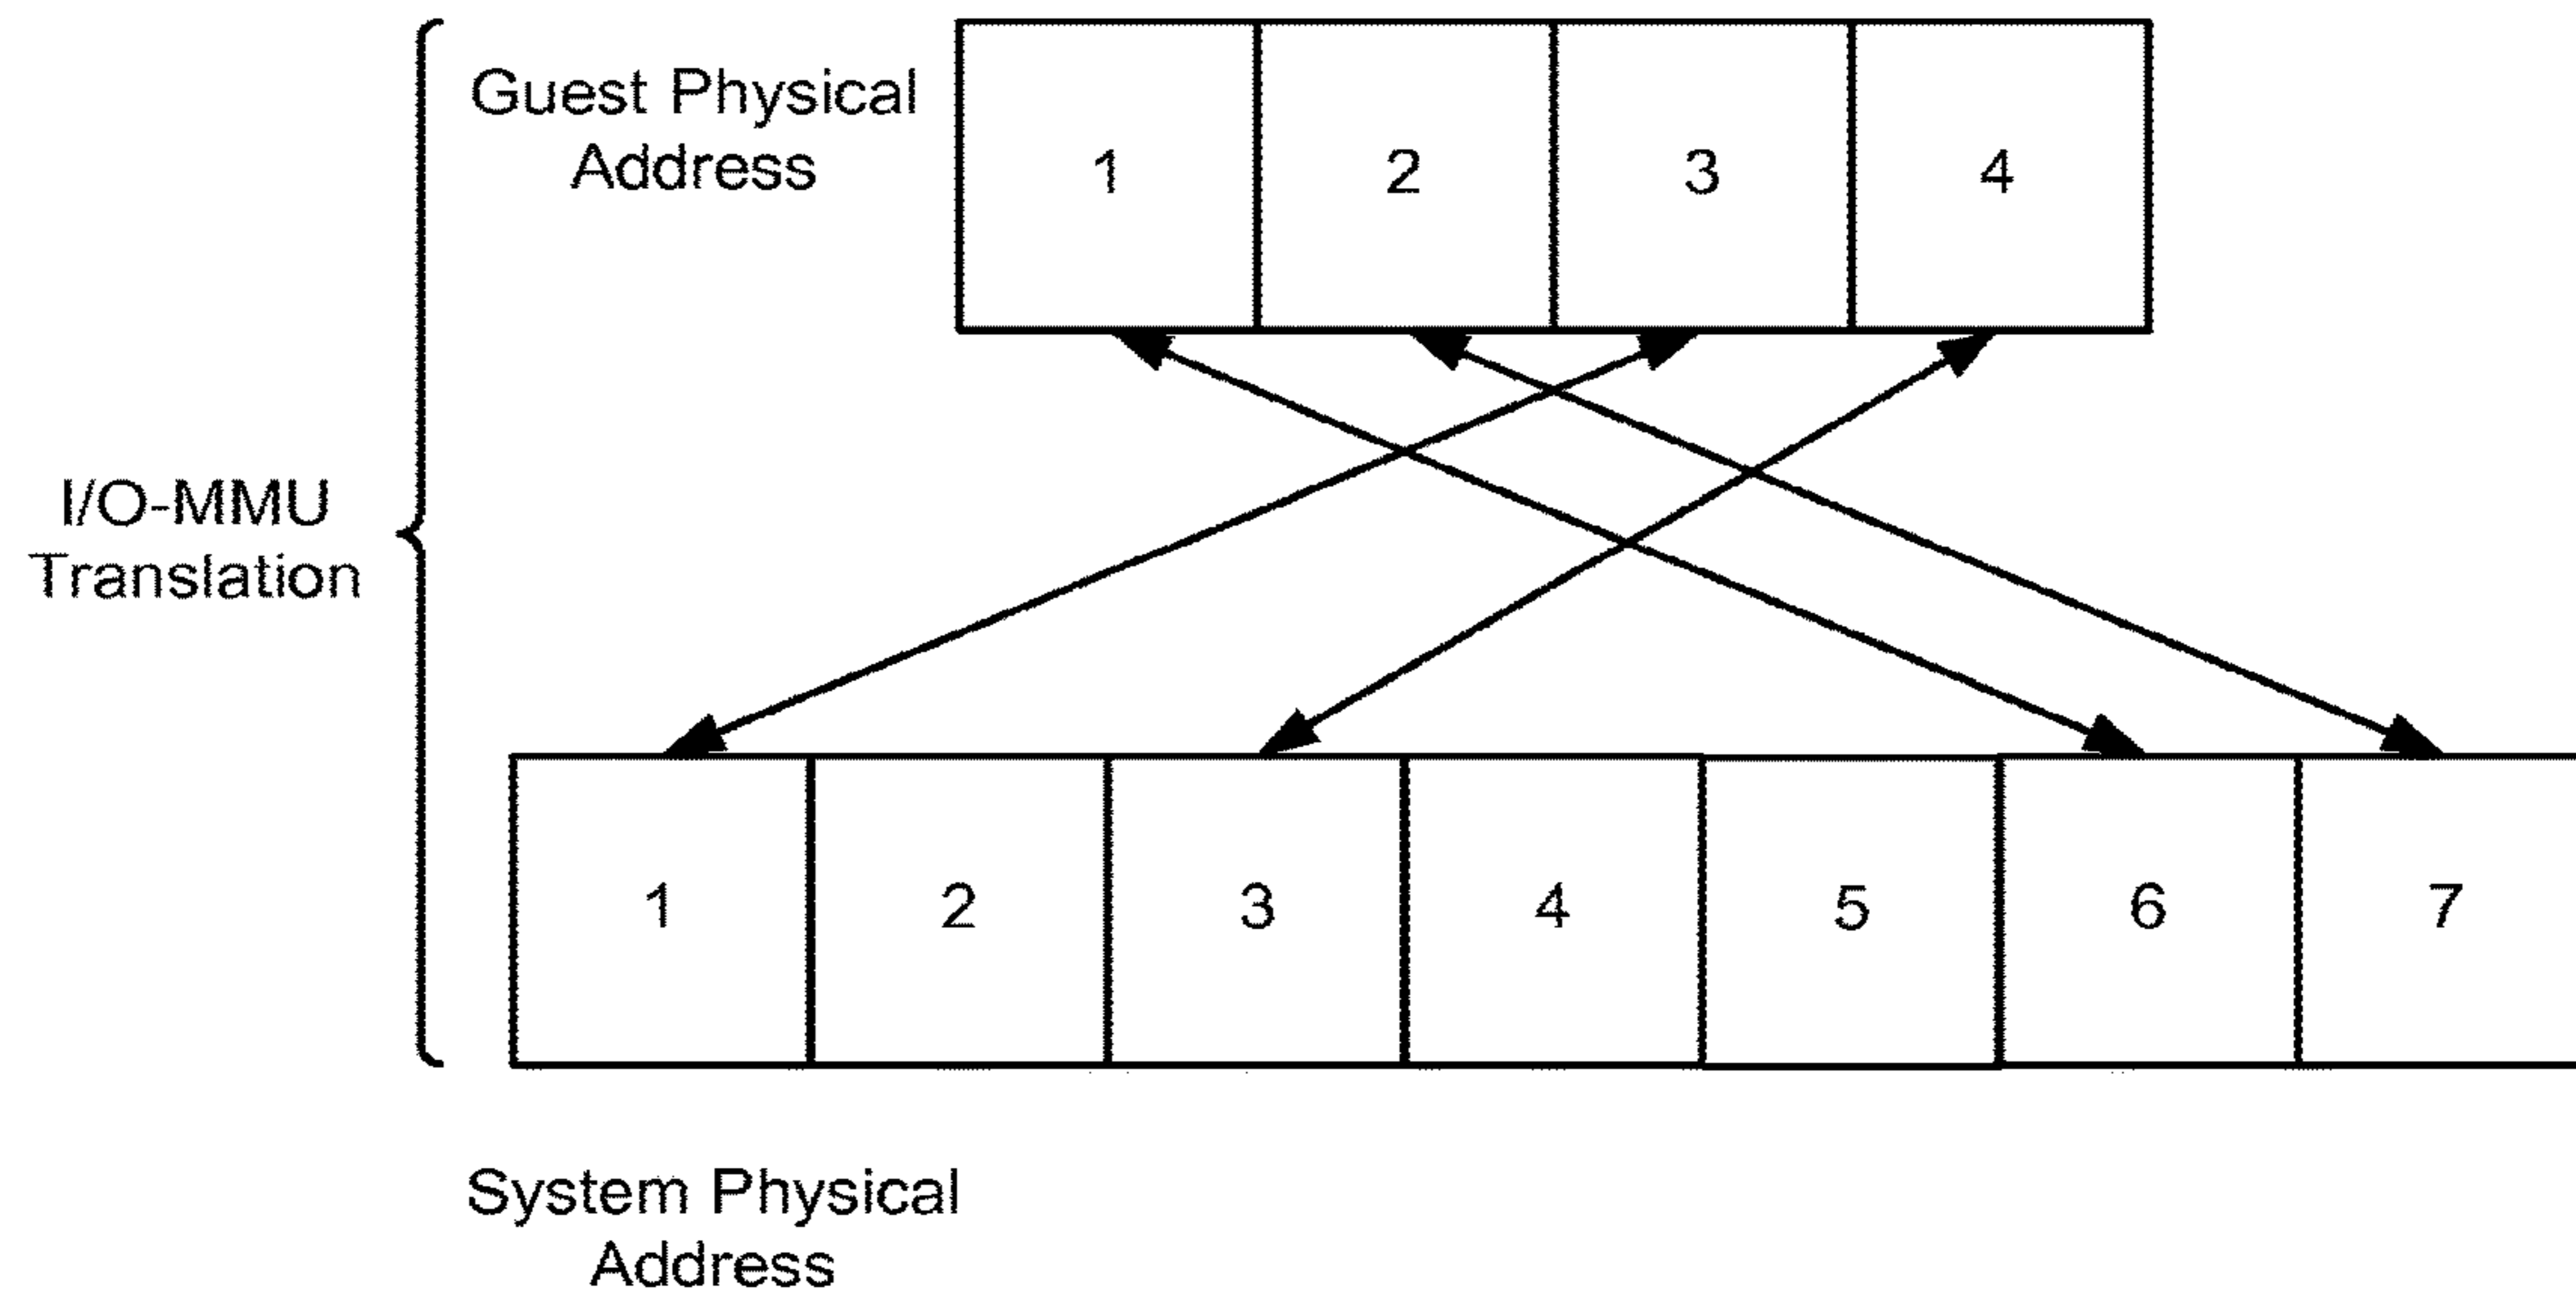 Guest Physical
Address
1 2 3 4
I/O-MMU
Translation
1 2 3 4 5 6 7
System Physical
Address